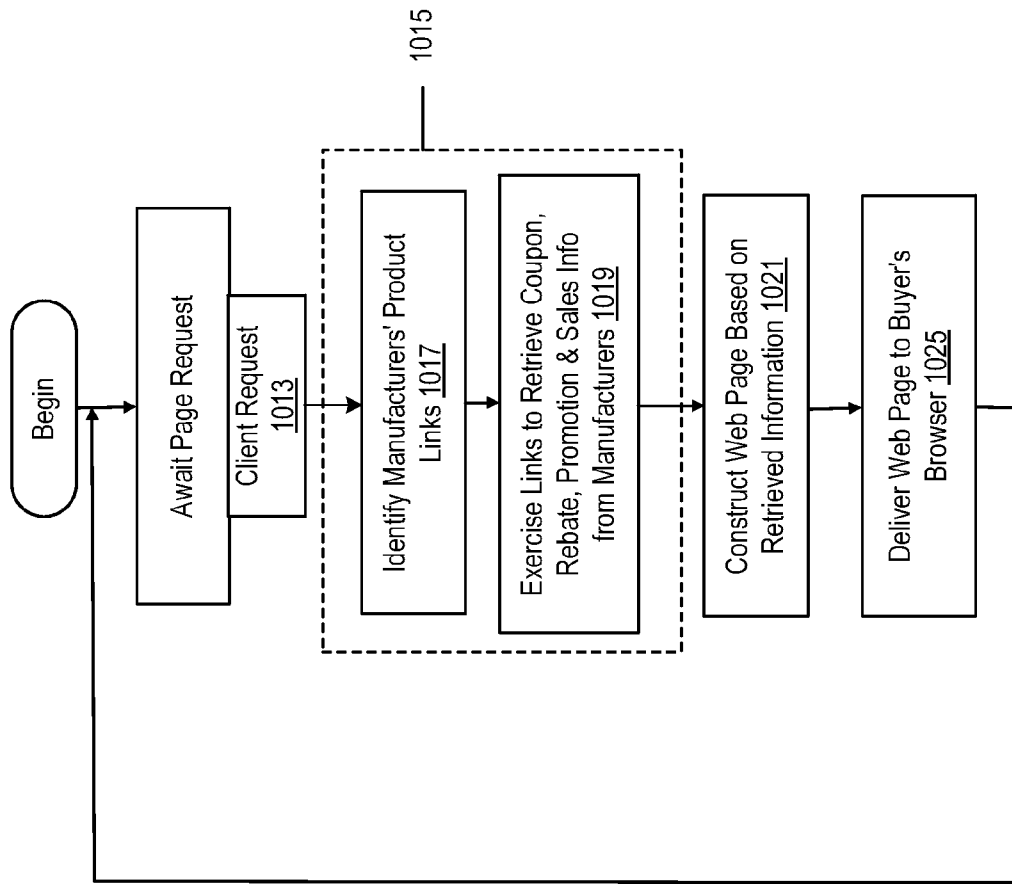 Begin
Await Page Request
Client Request
1013
1015
Identify Manufacturers' Product
Links 1017
Exercise Links to Retrieve Coupon,
Rebate, Promotion & Sales Info
from Manufacturers 1019
Construct Web Page Based on
Retrieved Information 1021
Deliver Web Page to Buyer's
Browser 1025